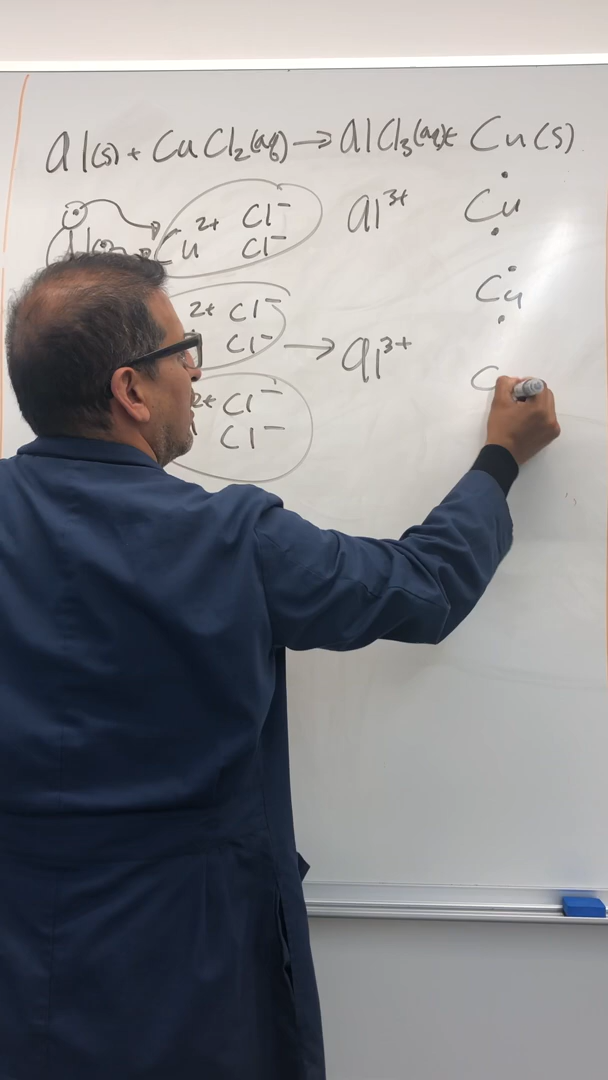 Al(s) + CuCl₂(aq) → AlCl₃(aq) + Cu(s)
Al Cu²⁺ Cl⁻ Al³⁺ Cu
Cl⁻
2+ Cl⁻ Cu
Cl⁻ → Al³⁺
2+ Cl⁻ C
Cl⁻